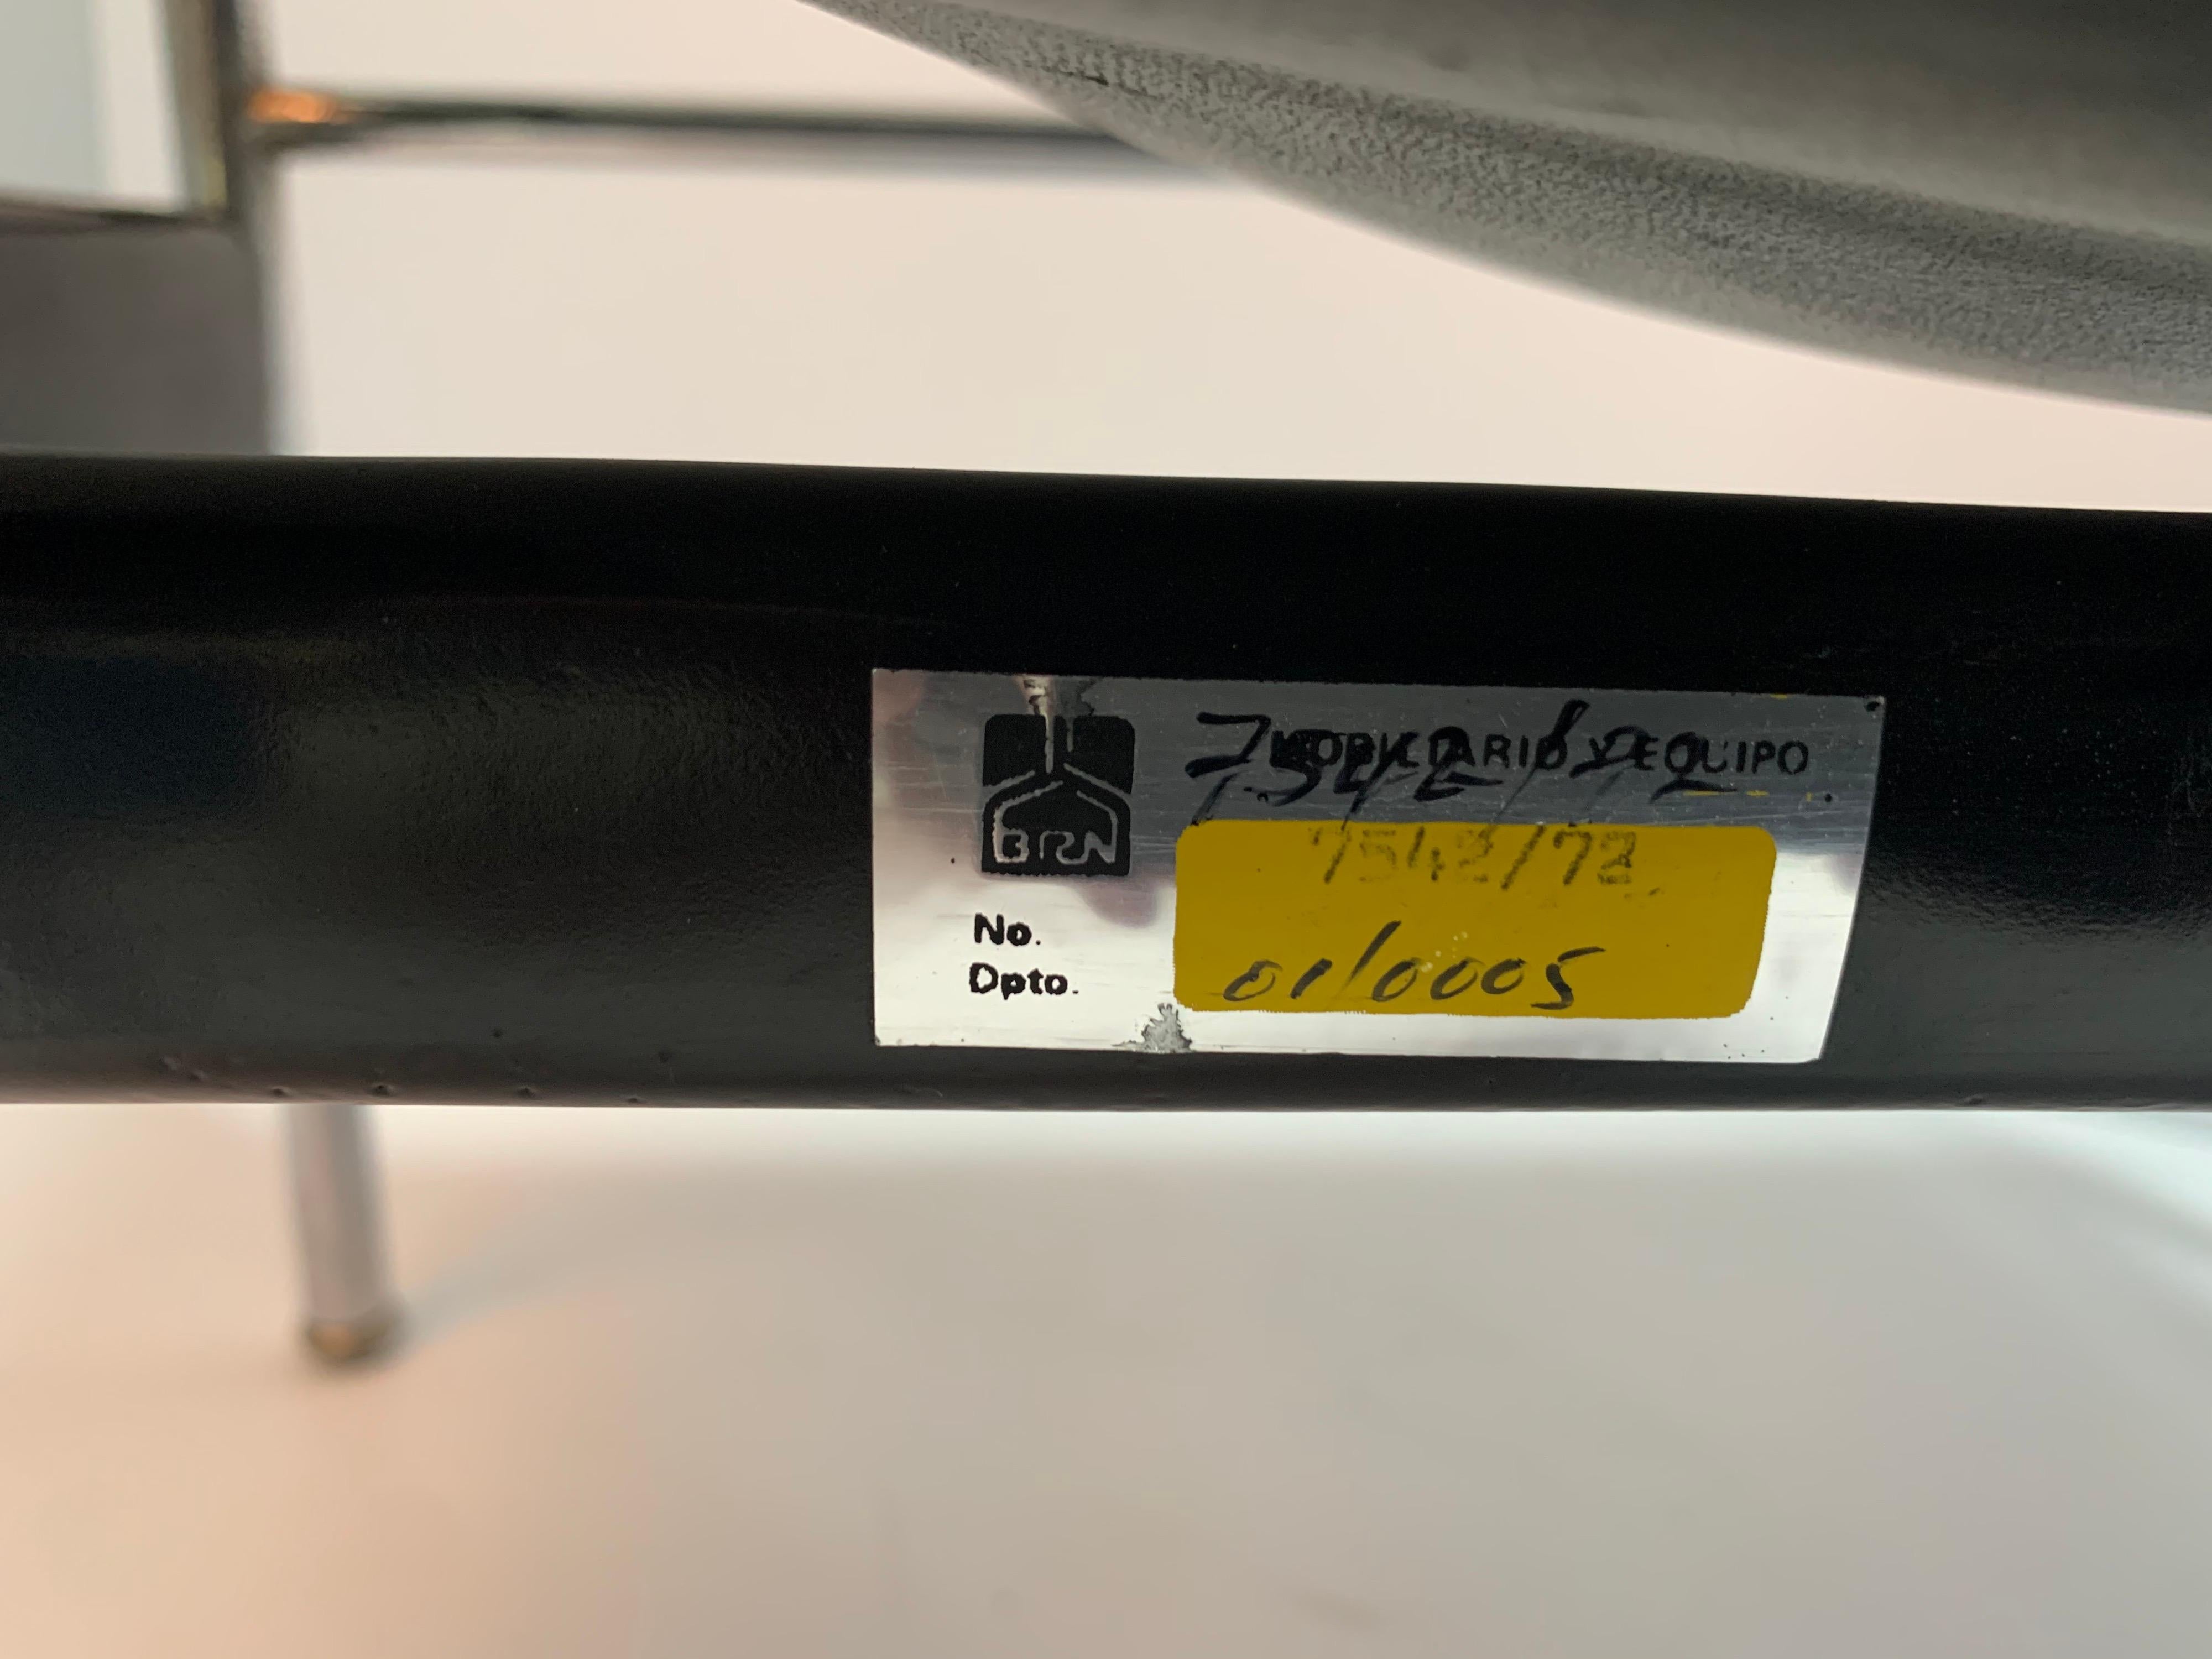 7542/72
MOBILIARIO Y EQUIPO
BRN
7542/72
No.
Dpto. 01/0005